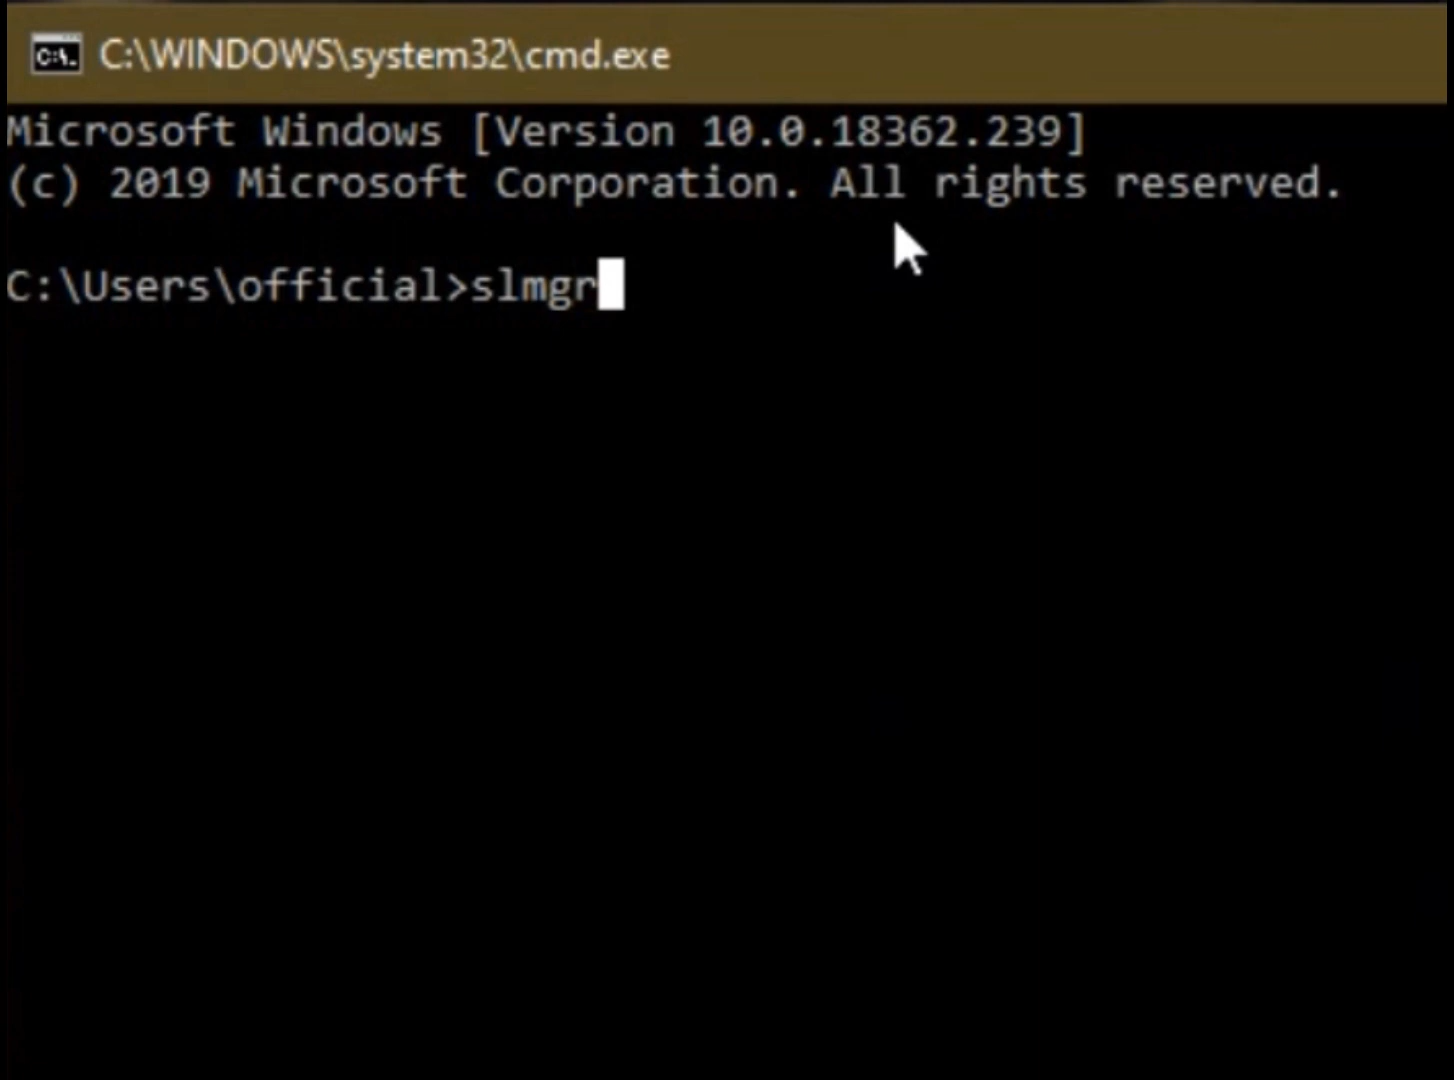 C:\WINDOWS\system32\cmd.exe
Microsoft Windows [Version 10.0.18362.239]
(c) 2019 Microsoft Corporation. All rights reserved.
C:\Users\official>slmgr